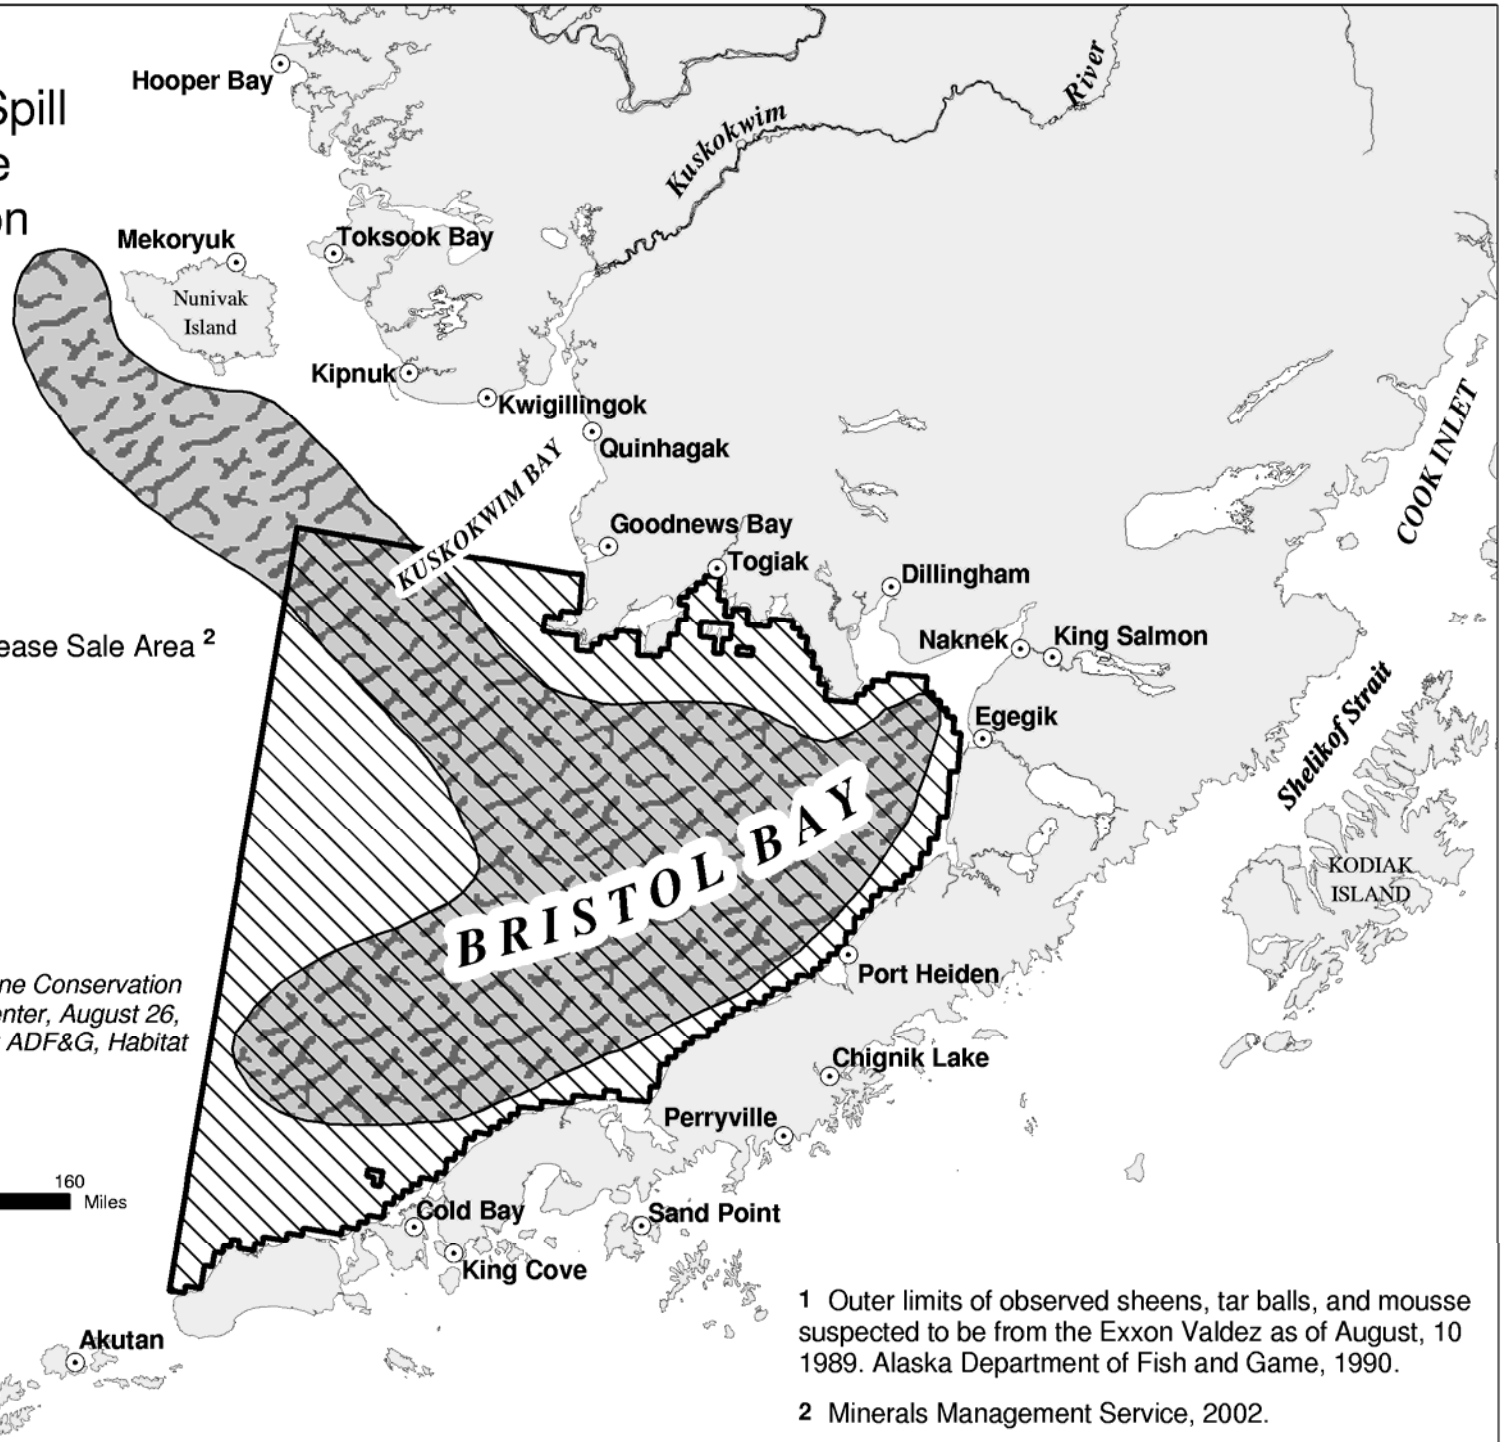 Spill
e
on
Hooper Bay
Kuskokwim
River
Mekoryuk
Toksook Bay
Nunivak
Island
Kipnuk
Kwigillingok
Quinhagak
KUSKOKWIM BAY
COOK INLET
Goodnews Bay
Togiak
Dillingham
Naknek
King Salmon
ease Sale Area 2
Egegik
Shelikof Strait
BRISTOL BAY
KODIAK
ISLAND
Port Heiden
ne Conservation
enter, August 26,
ADF&G, Habitat
Chignik Lake
Perryville
160
Miles
Cold Bay
Sand Point
King Cove
Akutan
1 Outer limits of observed sheens, tar balls, and mousse
suspected to be from the Exxon Valdez as of August, 10
1989. Alaska Department of Fish and Game, 1990.
2 Minerals Management Service, 2002.